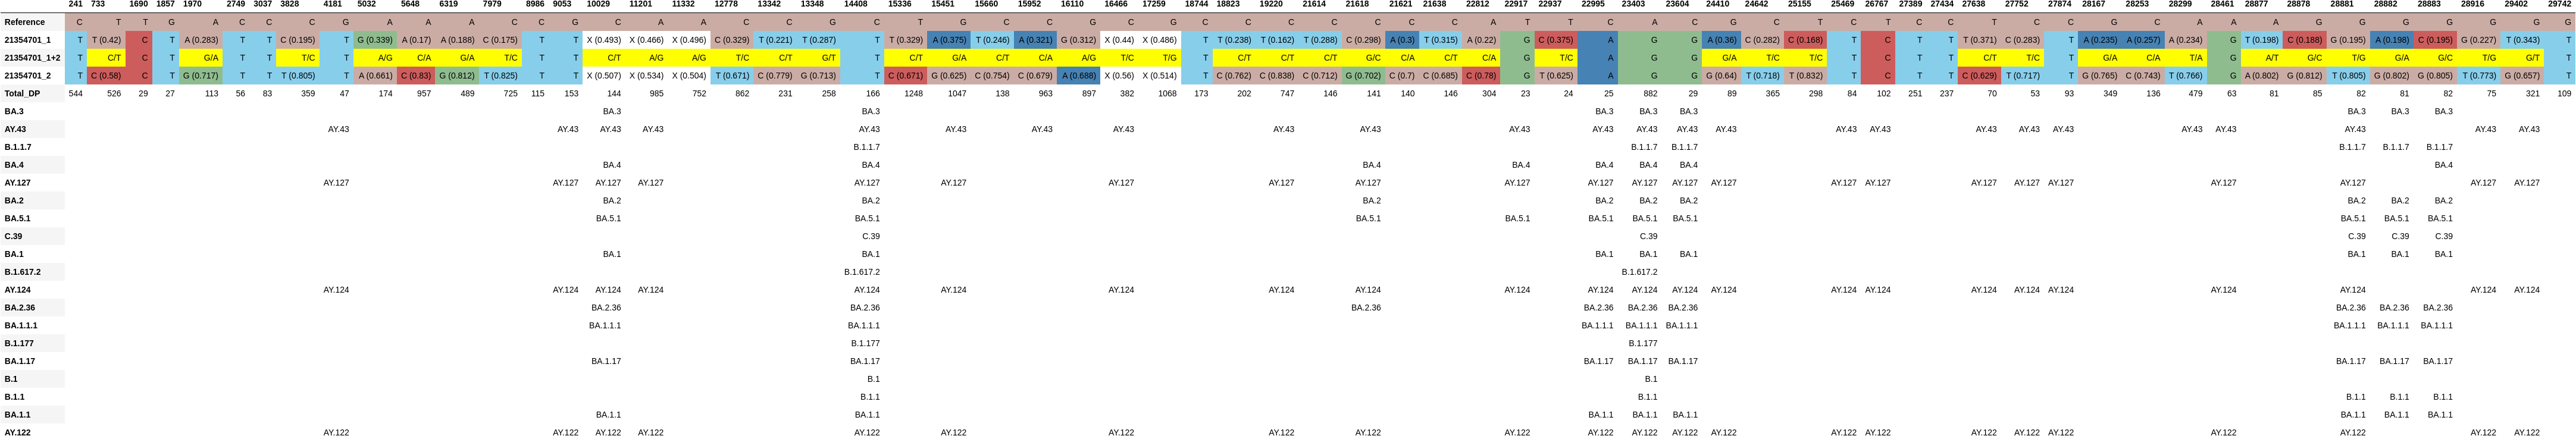 241 733 1690 1857 1970 2749 3037 3828 4181 5032 5648 6319 7979 8986 9053 10029 11201 11332 12778 13342 13348 14408 15336 15451 15660 15952 16110 16466 17259 18744 18823 19220 21614 21618 21621 21638 22812 22917 22937 22995 23403 23604 24410 24642 25155 25469 26767 27389 27434 27638 27752 27874 28167 28253 28299 28461 28877 28878 28881 28882 28883 28916 29402 29742
Reference C T T G A C C C G A A A C C G C A A C C G C T G C C G C G C C C C G C C C A T T C A C G C T C T C C T C C G C A A A G G G G G G G
21354701_1 T T (0.42) C T A (0.283) T T C (0.195) T G (0.339) A (0.17) A (0.188) C (0.175) T T X (0.493) X (0.466) X (0.496) C (0.329) T (0.221) T (0.287) T T (0.329) A (0.375) T (0.246) A (0.321) G (0.312) X (0.44) X (0.486) T T (0.238) T (0.162) T (0.288) C (0.298) A (0.3) T (0.315) A (0.22) G C (0.375) A G G A (0.36) C (0.282) C (0.168) T C T T T (0.371) C (0.283) T A (0.235) A (0.257) A (0.234) G T (0.198) C (0.188) G (0.195) A (0.198) C (0.195) G (0.227) T (0.343) T
21354701_1+2 T C/T C T G/A T T T/C T A/G C/A G/A T/C T T C/T A/G A/G T/C C/T G/T T C/T G/A C/T C/A A/G T/C T/G T C/T C/T C/T G/C C/A C/T C/A G T/C A G G G/A T/C T/C T C T T C/T T/C T G/A C/A T/A G A/T G/C T/G G/A G/C T/G G/T T
21354701_2 T C (0.58) C T G (0.717) T T T (0.805) T A (0.661) C (0.83) G (0.812) T (0.825) T T X (0.507) X (0.534) X (0.504) T (0.671) C (0.779) G (0.713) T C (0.671) G (0.625) C (0.754) C (0.679) A (0.688) X (0.56) X (0.514) T C (0.762) C (0.838) C (0.712) G (0.702) C (0.7) C (0.685) C (0.78) G T (0.625) A G G G (0.64) T (0.718) T (0.832) T C T T C (0.629) T (0.717) T G (0.765) C (0.743) T (0.766) G A (0.802) G (0.812) T (0.805) G (0.802) G (0.805) T (0.773) G (0.657) T
Total_DP 544 526 29 27 113 56 83 359 47 174 957 489 725 115 153 144 985 752 862 231 258 166 1248 1047 138 963 897 382 1068 173 202 747 146 141 140 146 304 23 24 25 882 29 89 365 298 84 102 251 237 70 53 93 349 136 479 63 81 85 82 81 82 75 321 109
BA.3 BA.3 BA.3 BA.3 BA.3 BA.3 BA.3 BA.3 BA.3
AY.43 AY.43 AY.43 AY.43 AY.43 AY.43 AY.43 AY.43 AY.43 AY.43 AY.43 AY.43 AY.43 AY.43 AY.43 AY.43 AY.43 AY.43 AY.43 AY.43 AY.43 AY.43 AY.43 AY.43 AY.43 AY.43
B.1.1.7 B.1.1.7 B.1.1.7 B.1.1.7 B.1.1.7 B.1.1.7 B.1.1.7
BA.4 BA.4 BA.4 BA.4 BA.4 BA.4 BA.4 BA.4 BA.4
AY.127 AY.127 AY.127 AY.127 AY.127 AY.127 AY.127 AY.127 AY.127 AY.127 AY.127 AY.127 AY.127 AY.127 AY.127 AY.127 AY.127 AY.127 AY.127 AY.127 AY.127 AY.127 AY.127 AY.127
BA.2 BA.2 BA.2 BA.2 BA.2 BA.2 BA.2 BA.2 BA.2 BA.2
BA.5.1 BA.5.1 BA.5.1 BA.5.1 BA.5.1 BA.5.1 BA.5.1 BA.5.1 BA.5.1 BA.5.1 BA.5.1
C.39 C.39 C.39 C.39 C.39 C.39
BA.1 BA.1 BA.1 BA.1 BA.1 BA.1 BA.1 BA.1 BA.1
B.1.617.2 B.1.617.2 B.1.617.2
AY.124 AY.124 AY.124 AY.124 AY.124 AY.124 AY.124 AY.124 AY.124 AY.124 AY.124 AY.124 AY.124 AY.124 AY.124 AY.124 AY.124 AY.124 AY.124 AY.124 AY.124 AY.124 AY.124 AY.124
BA.2.36 BA.2.36 BA.2.36 BA.2.36 BA.2.36 BA.2.36 BA.2.36 BA.2.36 BA.2.36 BA.2.36
BA.1.1.1 BA.1.1.1 BA.1.1.1 BA.1.1.1 BA.1.1.1 BA.1.1.1 BA.1.1.1 BA.1.1.1 BA.1.1.1
B.1.177 B.1.177 B.1.177
BA.1.17 BA.1.17 BA.1.17 BA.1.17 BA.1.17 BA.1.17 BA.1.17 BA.1.17 BA.1.17
B.1 B.1 B.1
B.1.1 B.1.1 B.1.1 B.1.1 B.1.1 B.1.1
BA.1.1 BA.1.1 BA.1.1 BA.1.1 BA.1.1 BA.1.1 BA.1.1 BA.1.1 BA.1.1
AY.122 AY.122 AY.122 AY.122 AY.122 AY.122 AY.122 AY.122 AY.122 AY.122 AY.122 AY.122 AY.122 AY.122 AY.122 AY.122 AY.122 AY.122 AY.122 AY.122 AY.122 AY.122 AY.122 AY.122